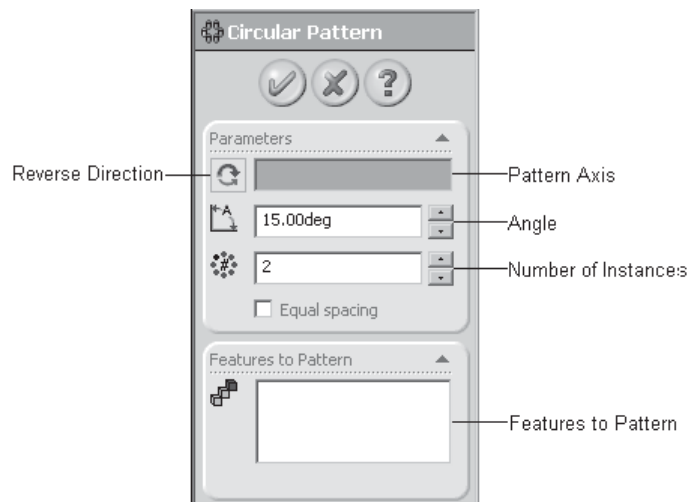 Circular Pattern
Parameters
Reverse Direction
Pattern Axis
A
15.00deg
Angle
#
2
Number of Instances
Equal spacing
Features to Pattern
Features to Pattern